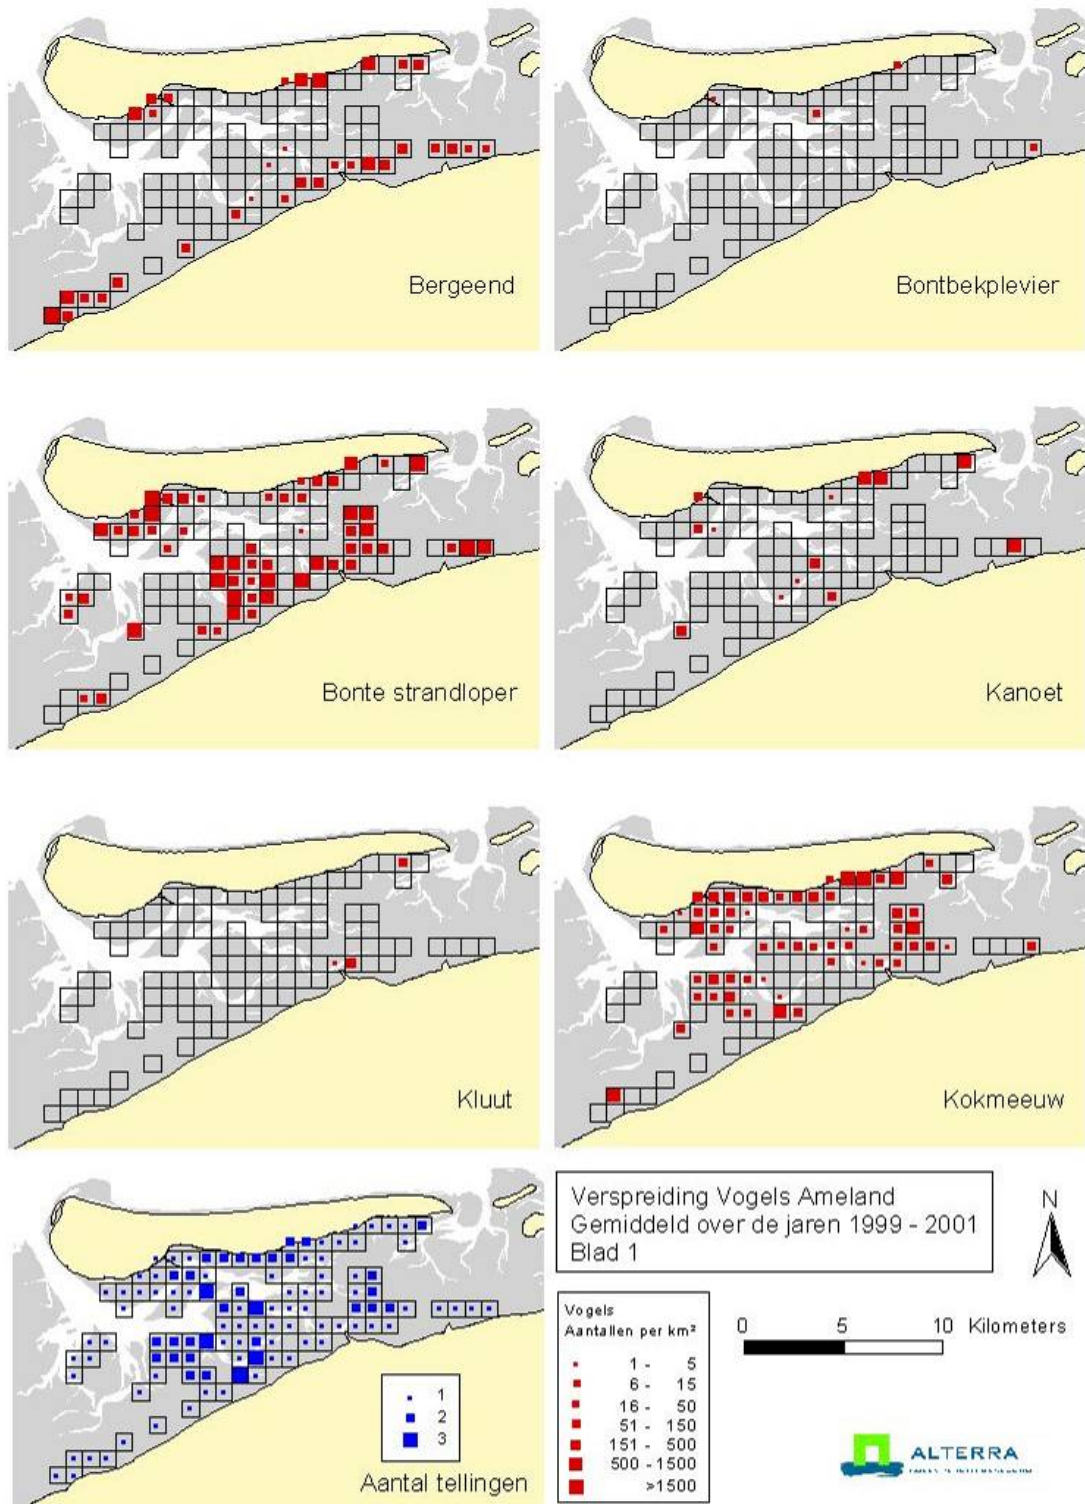 Bergeend
Bontbekplevier
Bonte strandloper
Kanoet
Kluut
Kokmeeuw
Verspreiding Vogels Ameland
Gemiddeld over de jaren 1999 - 2001
Blad 1
N
Vogels
Aantallen per km²
1 - 5
6 - 15
16 - 50
51 - 150
151 - 500
500 - 1500
>1500
0 5 10 Kilometers
1
2
3
Aantal tellingen
ALTERRA